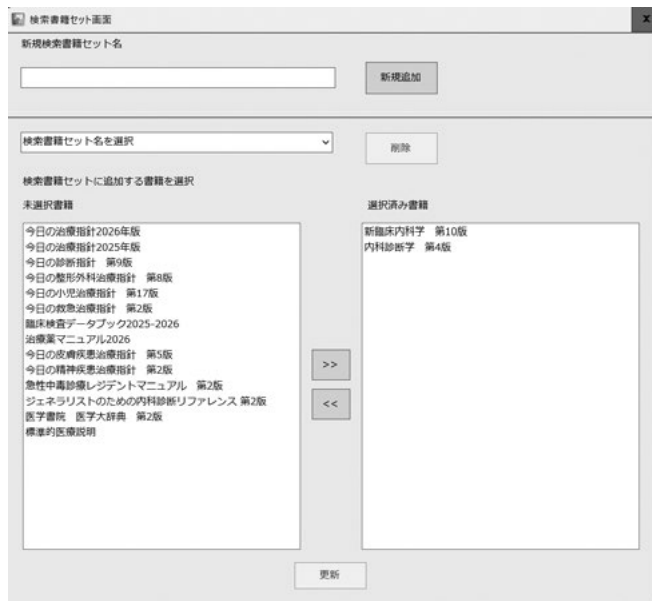 検索書籍セット画面
x
新規検索書籍セット名
新規追加
検索書籍セット名を選択
削除
検索書籍セットに追加する書籍を選択
未選択書籍
選択済み書籍
今日の治療指針2026年版
今日の治療指針2025年版
今日の診断指針 第9版
今日の整形外科治療指針 第8版
今日の小児治療指針 第17版
今日の救急治療指針 第2版
臨床検査データブック2025-2026
治療薬マニュアル2026
今日の皮膚疾患治療指針 第5版
今日の精神疾患治療指針 第2版
急性中毒診療レジデントマニュアル 第2版
ジェネラリストのための内科診断リファレンス 第2版
医学書院 医学大辞典 第2版
標準的医療説明
>>
<<
新臨床内科学 第10版
内科診断学 第4版
更新